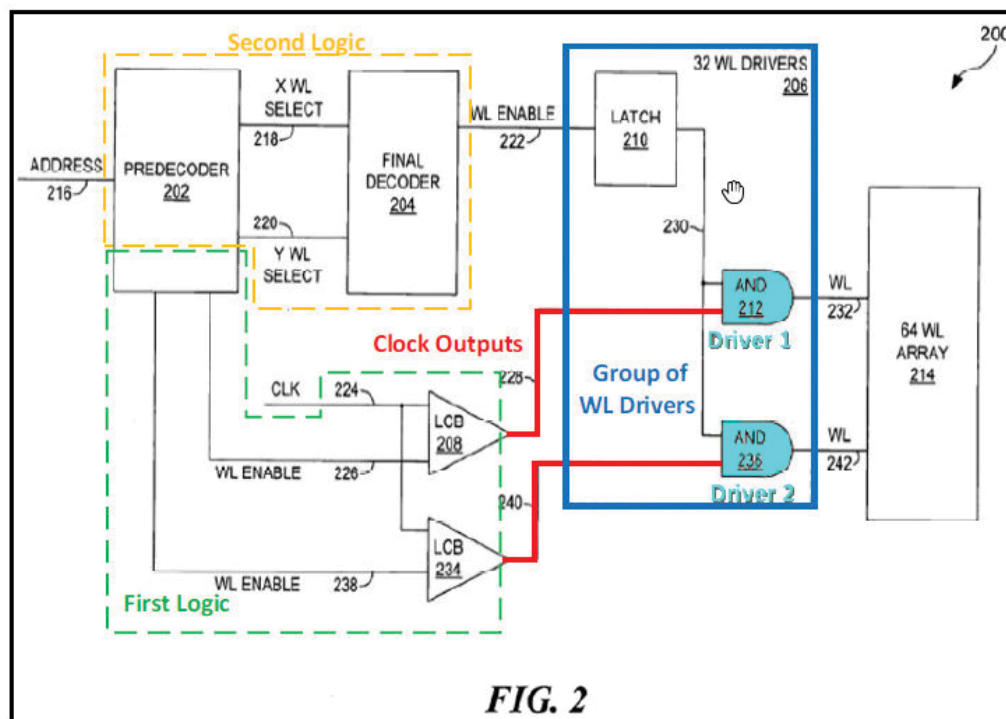 200
Second Logic
32 WL DRIVERS
206
X WL
SELECT
218
WL ENABLE
222
LATCH
210
ADDRESS
216
PREDECODER
202
FINAL
DECODER
204
220
Y WL
SELECT
230
AND
212
WL
232
Driver 1
Clock Outputs
228
64 WL
ARRAY
214
Group of
WL Drivers
CLK
224
LCB
208
WL ENABLE
226
AND
236
WL
242
Driver 2
240
LCB
234
WL ENABLE
238
First Logic
FIG. 2